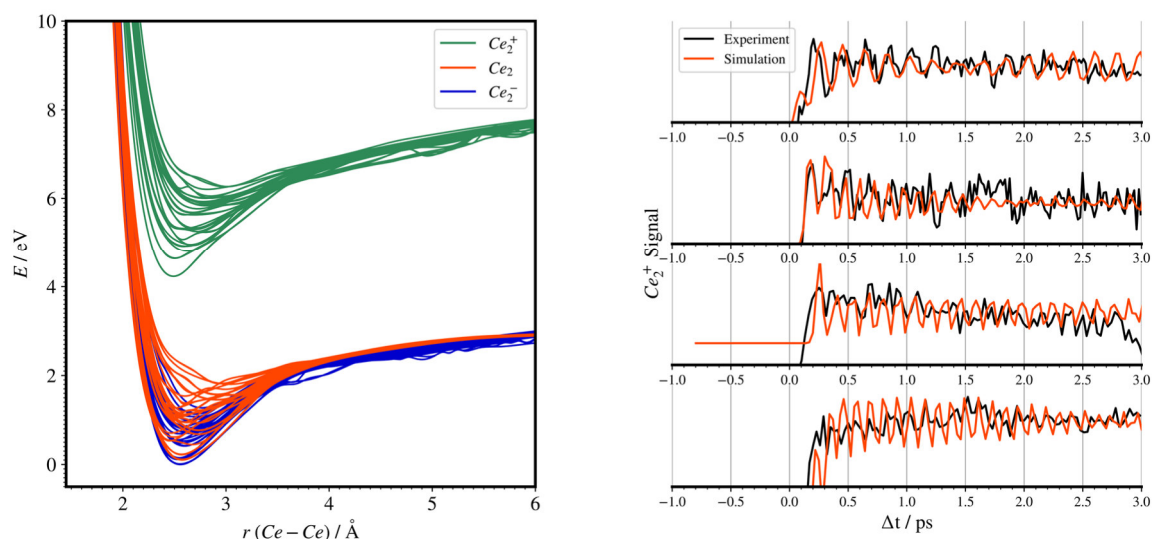 10
8
6
4
2
0
E / eV
Ce₂⁺
Ce₂
Ce₂⁻
2 3 4 5 6
r (Ce − Ce) / Å
Experiment
Simulation
−1.0 −0.5 0.0 0.5 1.0 1.5 2.0 2.5 3.0
−1.0 −0.5 0.0 0.5 1.0 1.5 2.0 2.5 3.0
−1.0 −0.5 0.0 0.5 1.0 1.5 2.0 2.5 3.0
−1.0 −0.5 0.0 0.5 1.0 1.5 2.0 2.5 3.0
Ce₂⁺ Signal
Δt / ps